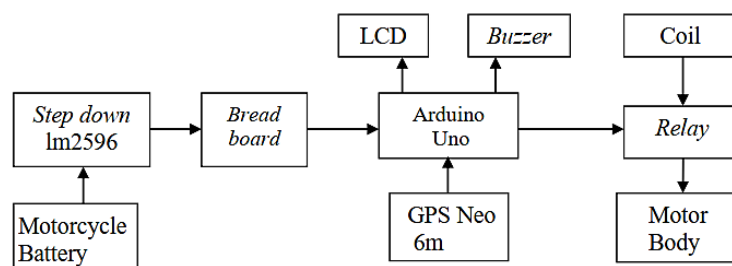 LCD
Buzzer
Coil
Step down
lm2596
Bread
board
Arduino
Uno
Relay
Motorcycle
Battery
GPS Neo
6m
Motor
Body